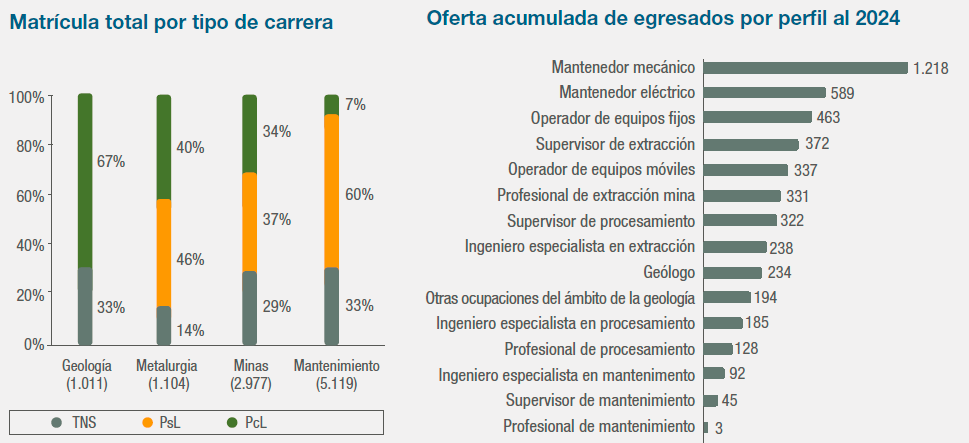 Matrícula total por tipo de carrera
100%
80%
60%
40%
20%
0%
67%
33%
40%
46%
14%
34%
37%
29%
7%
60%
33%
Geología
(1.011)
Metalurgia
(1.104)
Minas
(2.977)
Mantenimiento
(5.119)
TNS
PsL
PcL
Oferta acumulada de egresados por perfil al 2024
Mantenedor mecánico 1.218
Mantenedor eléctrico 589
Operador de equipos fijos 463
Supervisor de extracción 372
Operador de equipos móviles 337
Profesional de extracción mina 331
Supervisor de procesamiento 322
Ingeniero especialista en extracción 238
Geólogo 234
Otras ocupaciones del ámbito de la geología 194
Ingeniero especialista en procesamiento 185
Profesional de procesamiento 128
Ingeniero especialista en mantenimento 92
Supervisor de mantenimiento 45
Profesional de mantenimiento 3